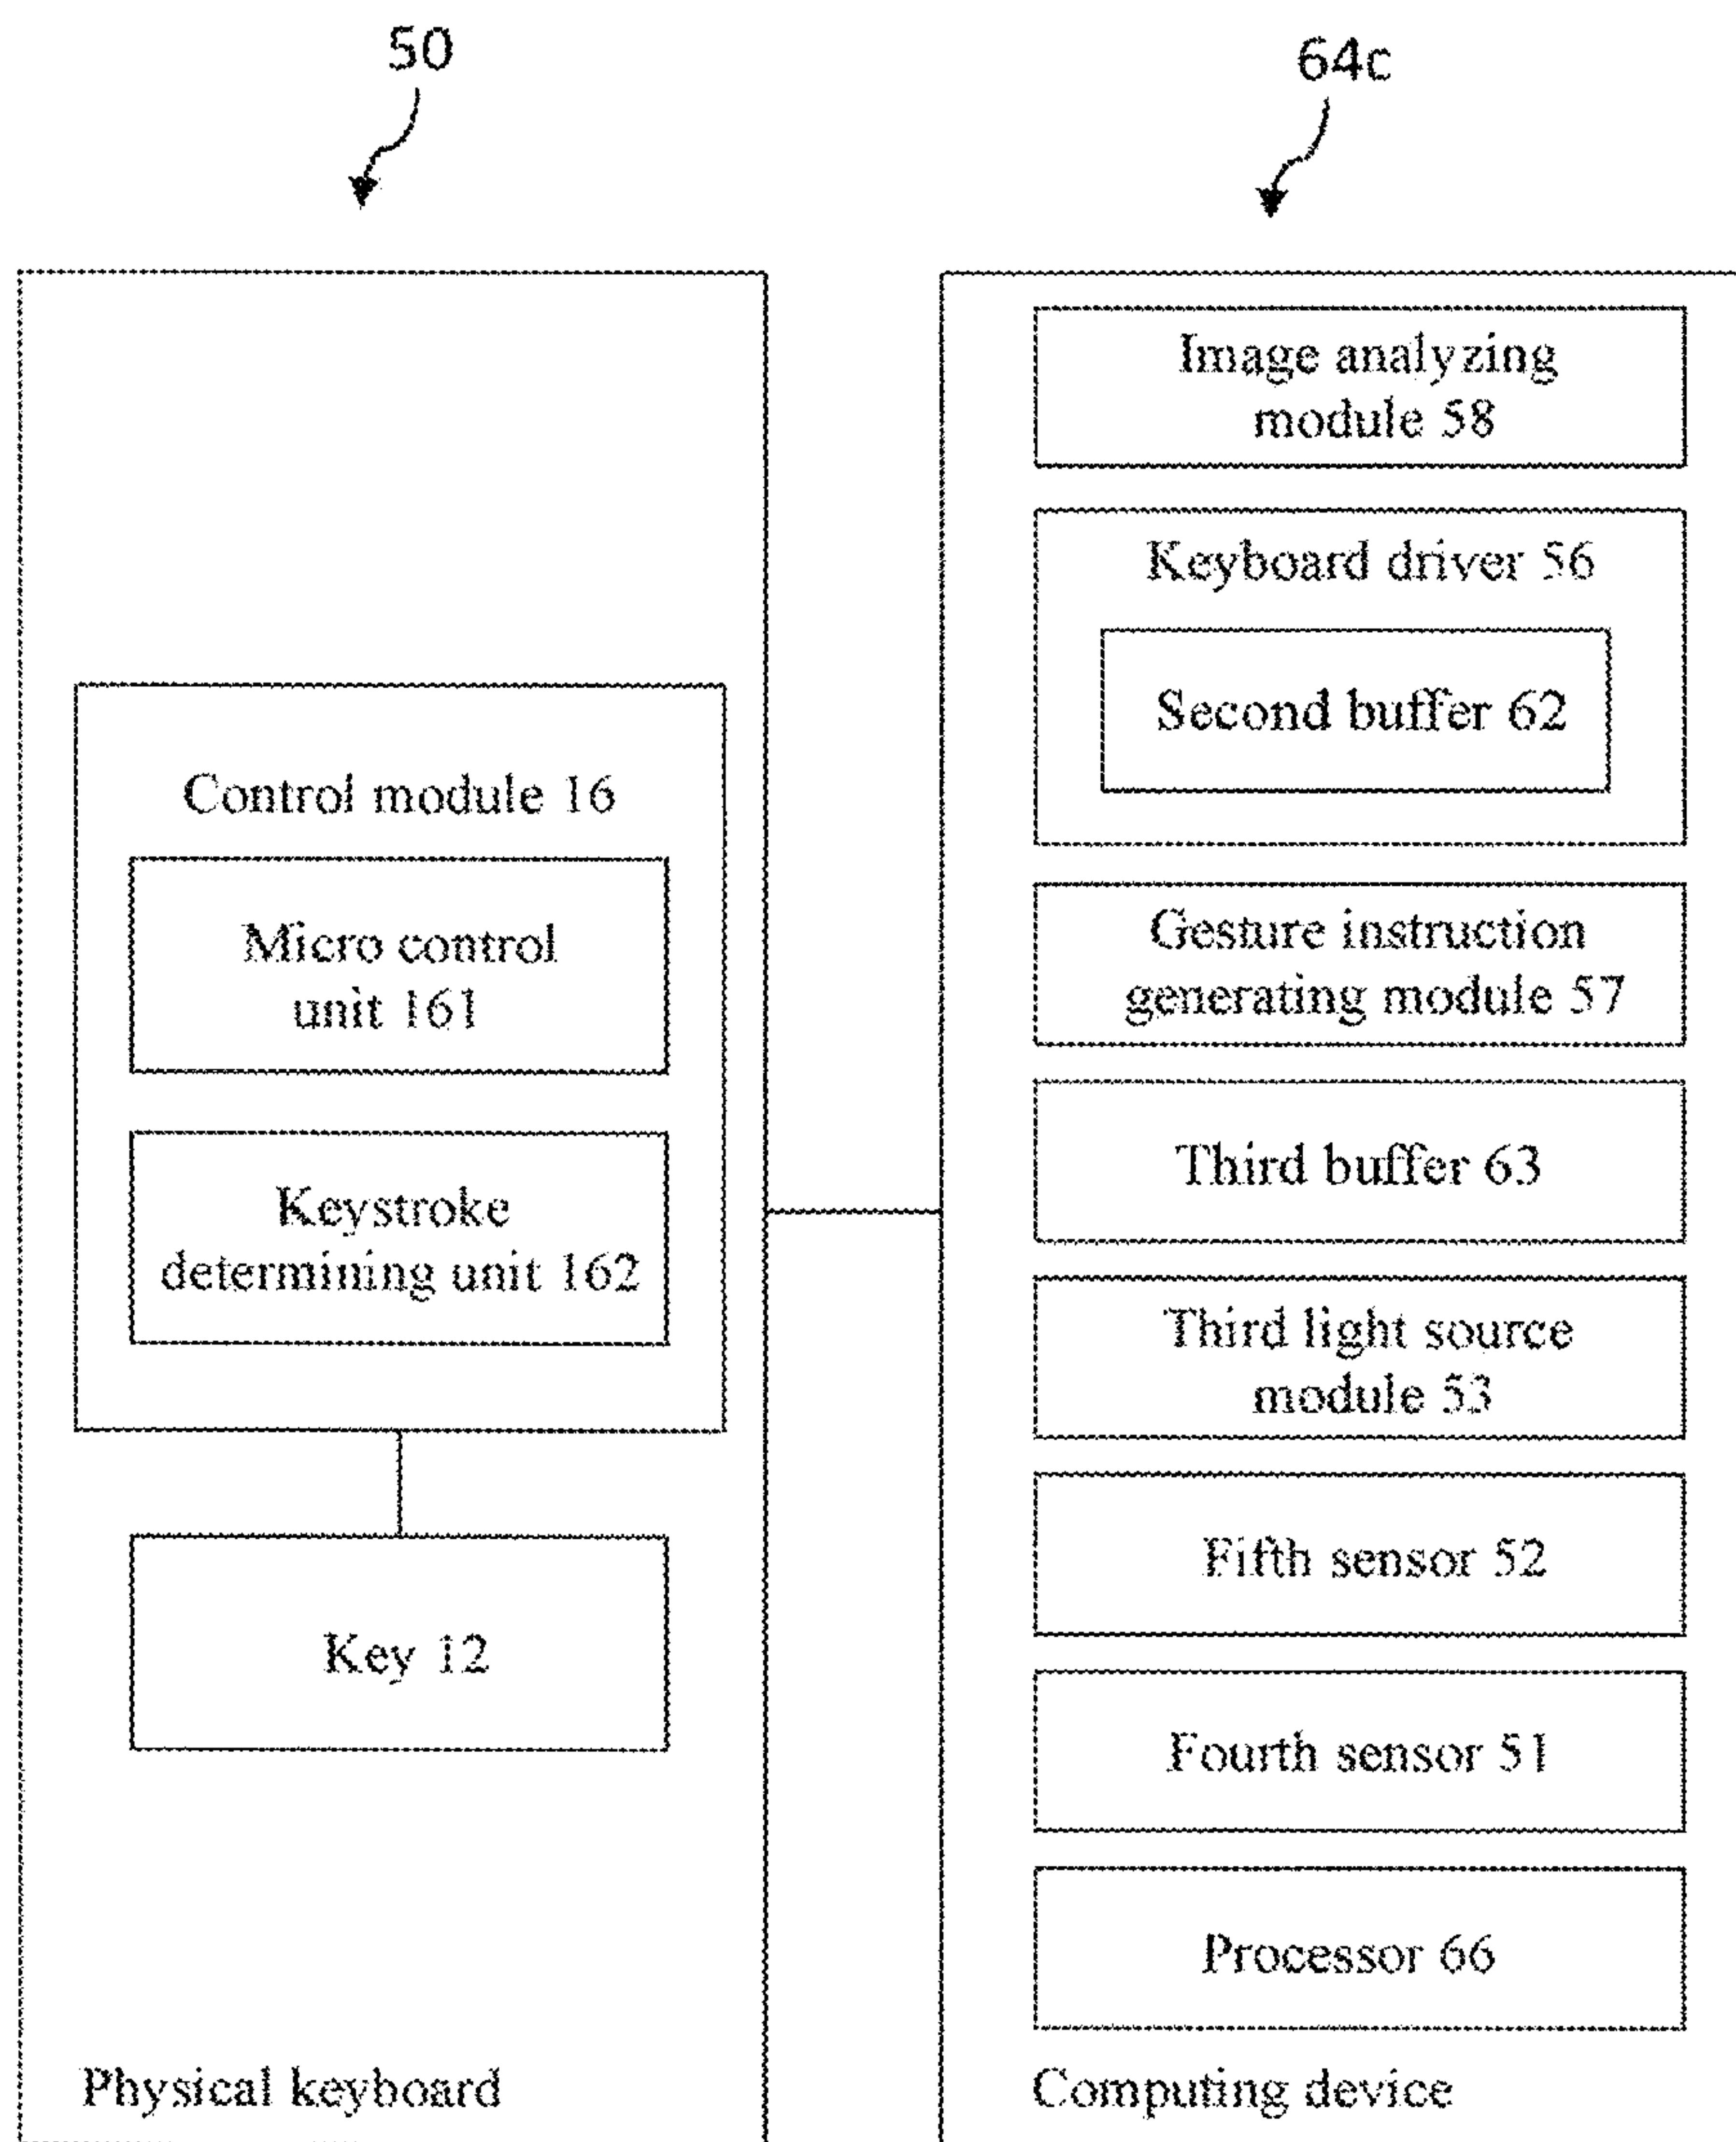 50
64c
Control module 16
Micro control
unit 161
Keystroke
determining unit 162
Key 12
Physical keyboard
Image analyzing
module 58
Keyboard driver 56
Second buffer 62
Gesture instruction
generating module 57
Third buffer 63
Third light source
module 53
Fifth sensor 52
Fourth sensor 51
Processor 66
Computing device